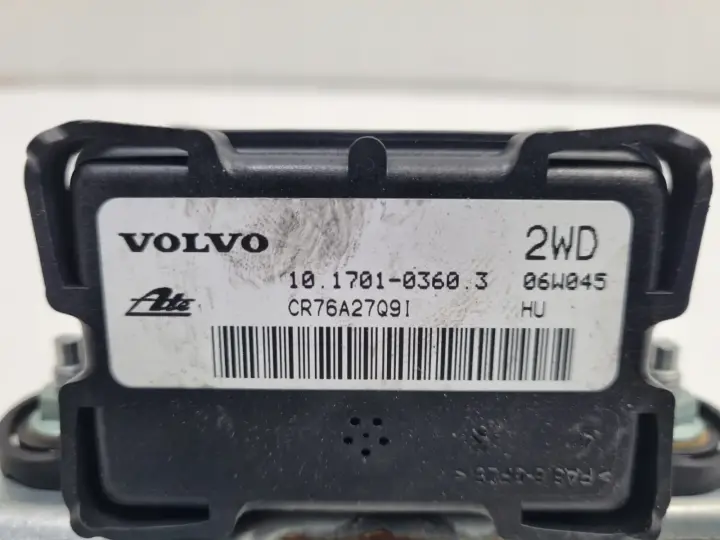 VOLVO 2WD
10.1701-0360.3 06W045
Ate CR76A27Q9I HU